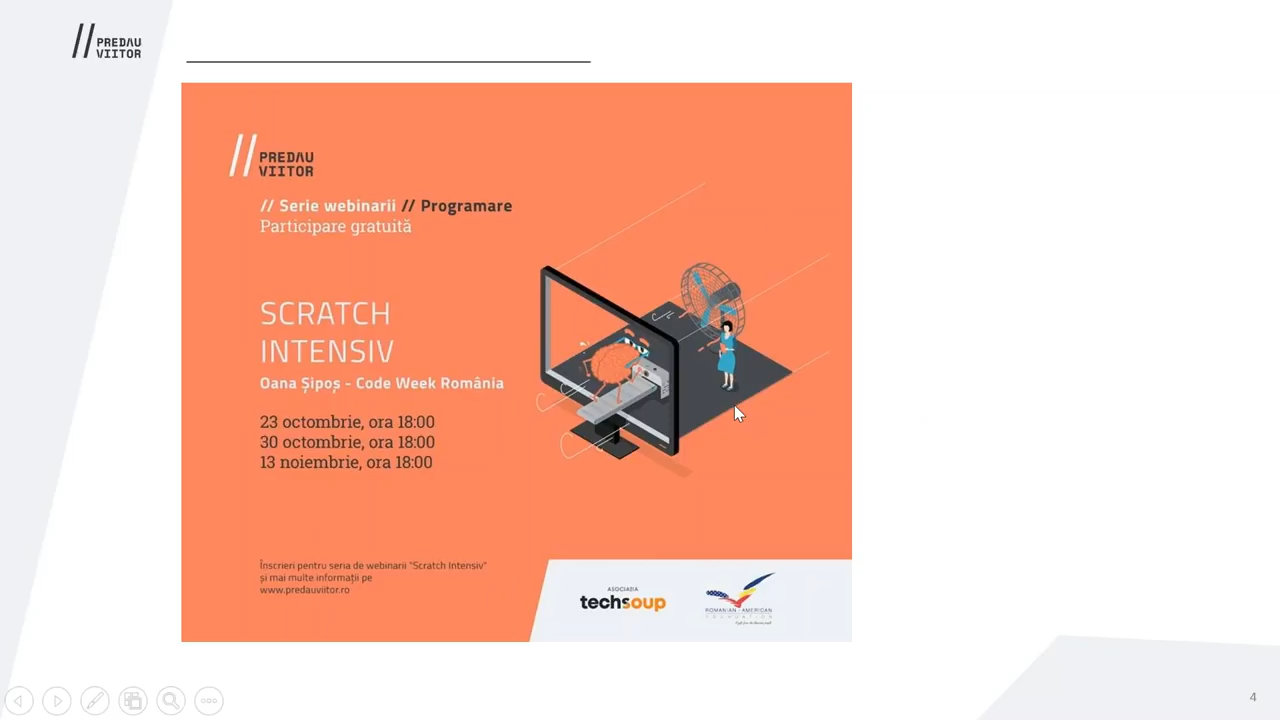 // PREDAU
VIITOR
// PREDAU
VIITOR
// Serie webinarii // Programare
Participare gratuită
SCRATCH
INTENSIV
Oana Șipoș - Code Week România
23 octombrie, ora 18:00
30 octombrie, ora 18:00
13 noiembrie, ora 18:00
Înscrieri pentru seria de webinarii "Scratch Intensiv"
și mai multe informații pe
www.predauviitor.ro
ASOCIAȚIA
techsoup
ROMANIAN-AMERICAN
FOUNDATION
4